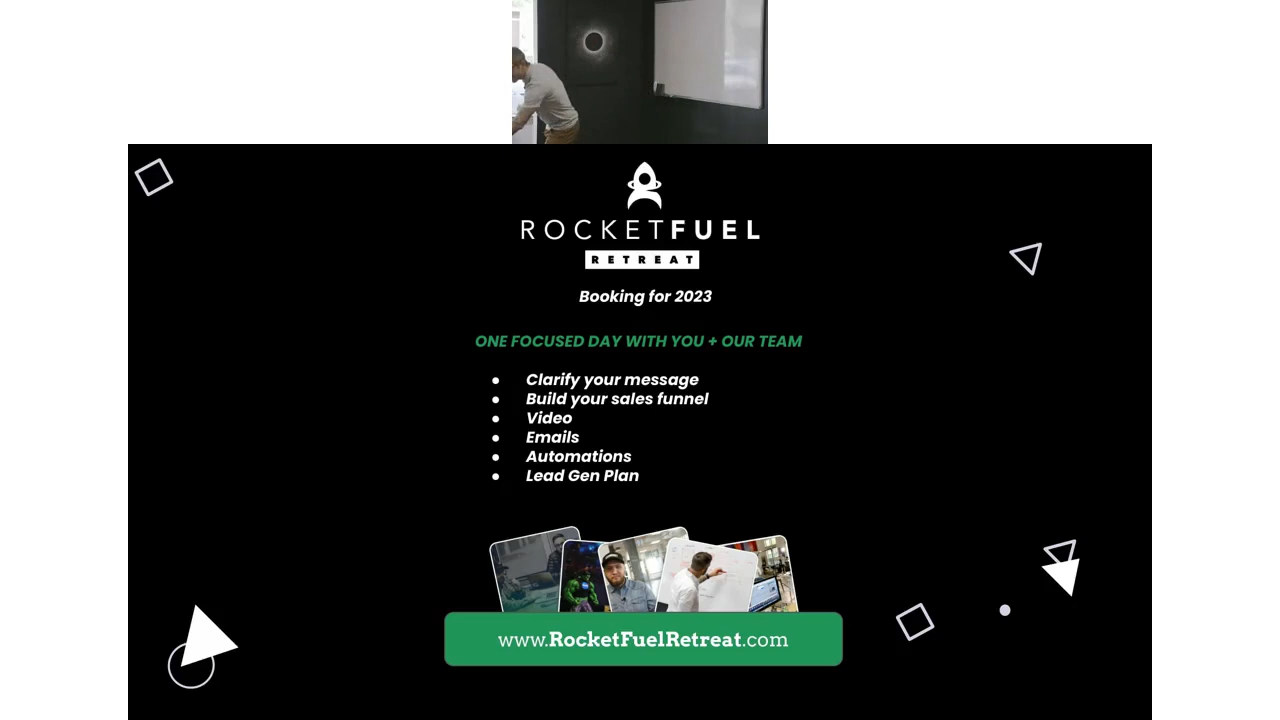 ROCKETFUEL
RETREAT
Booking for 2023
ONE FOCUSED DAY WITH YOU + OUR TEAM
● Clarify your message
● Build your sales funnel
● Video
● Emails
● Automations
● Lead Gen Plan
www.RocketFuelRetreat.com